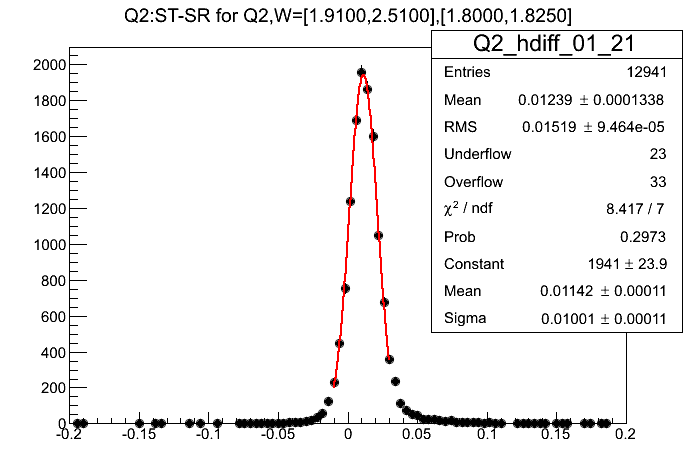 Q2:ST-SR for Q2,W=[1.9100,2.5100],[1.8000,1.8250]
Q2_hdiff_01_21
Entries 12941
Mean 0.01239 ± 0.0001338
RMS 0.01519 ± 9.464e-05
Underflow 23
Overflow 33
χ² / ndf 8.417 / 7
Prob 0.2973
Constant 1941 ± 23.9
Mean 0.01142 ± 0.00011
Sigma 0.01001 ± 0.00011
2000
1800
1600
1400
1200
1000
800
600
400
200
0
-0.2 -0.15 -0.1 -0.05 0 0.05 0.1 0.15 0.2